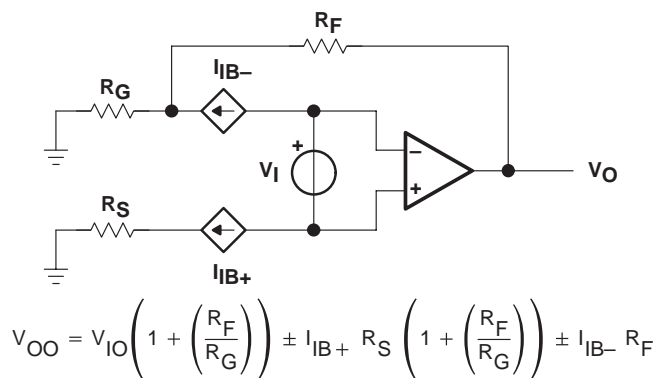 RF
IIB–
RG
+
VI
–
+
VO
RS
IIB+
VOO = VIO(1 + (RF/RG)) ± IIB+ RS (1 + (RF/RG)) ± IIB– RF